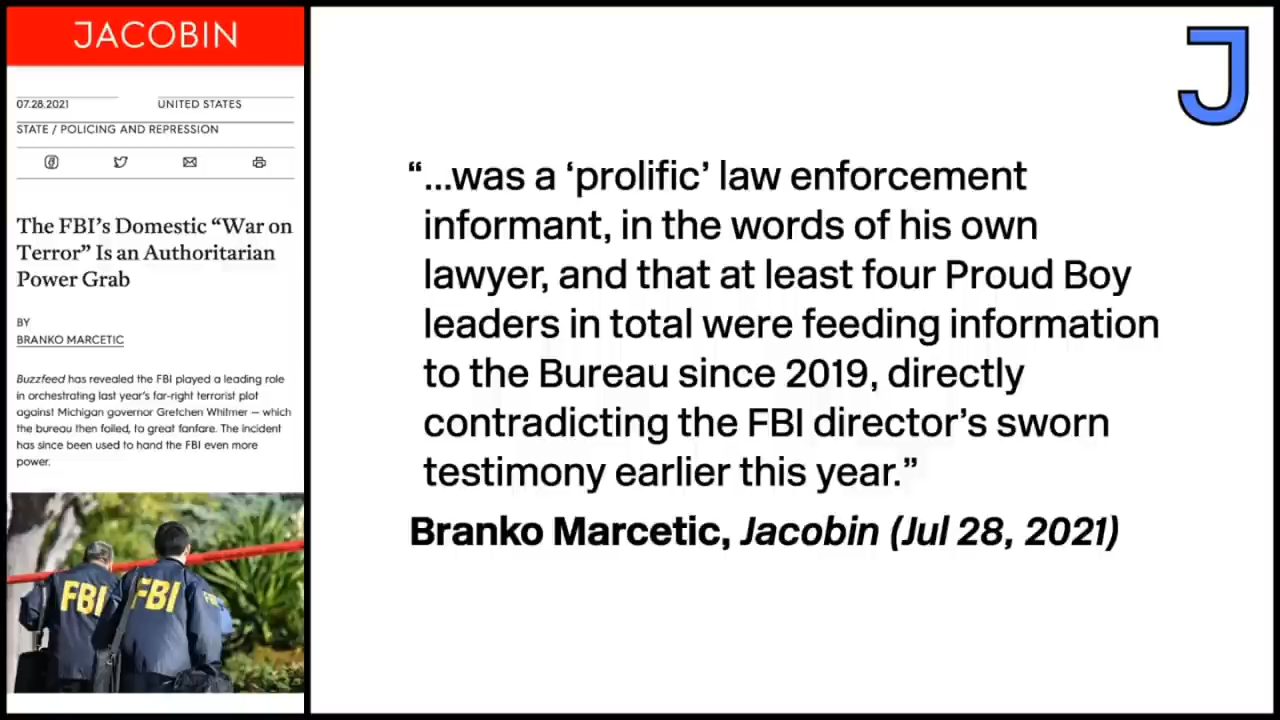 JACOBIN
07.28.2021
UNITED STATES
STATE / POLICING AND REPRESSION
The FBI’s Domestic “War on
Terror” Is an Authoritarian
Power Grab
BY
BRANKO MARCETIC
Buzzfeed has revealed the FBI played a leading role
in orchestrating last year’s far-right terrorist plot
against Michigan governor Gretchen Whitmer — which
the bureau then foiled, to great fanfare. The incident
has since been used to hand the FBI even more
power.
FBI
FBI
J
“...was a ‘prolific’ law enforcement
informant, in the words of his own
lawyer, and that at least four Proud Boy
leaders in total were feeding information
to the Bureau since 2019, directly
contradicting the FBI director’s sworn
testimony earlier this year.”
Branko Marcetic, Jacobin (Jul 28, 2021)